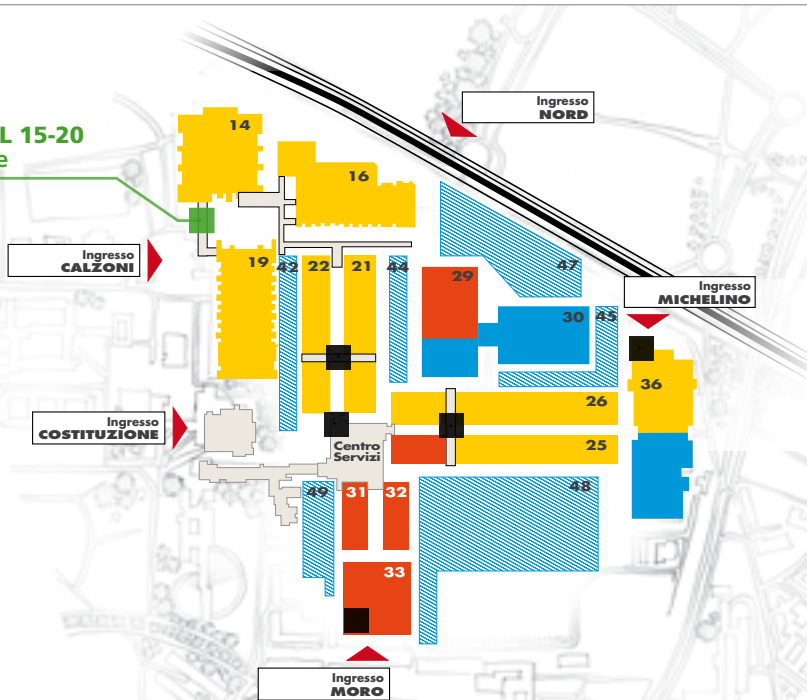 Ingresso
NORD
14
L 15-20
e
16
Ingresso
CALZONI
19
42
22
21
44
47
29
Ingresso
MICHELINO
30
45
36
26
Ingresso
COSTITUZIONE
Centro
Servizi
25
49
31
32
48
33
Ingresso
MORO